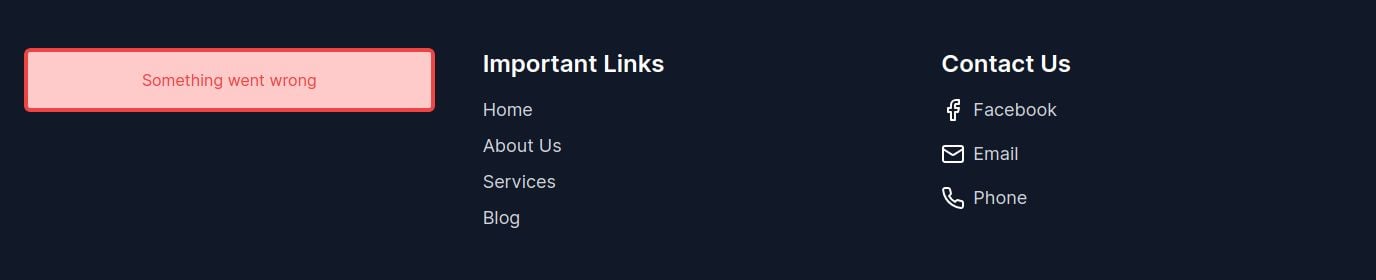 Something went wrong
Important Links
Home
About Us
Services
Blog
Contact Us
Facebook
Email
Phone